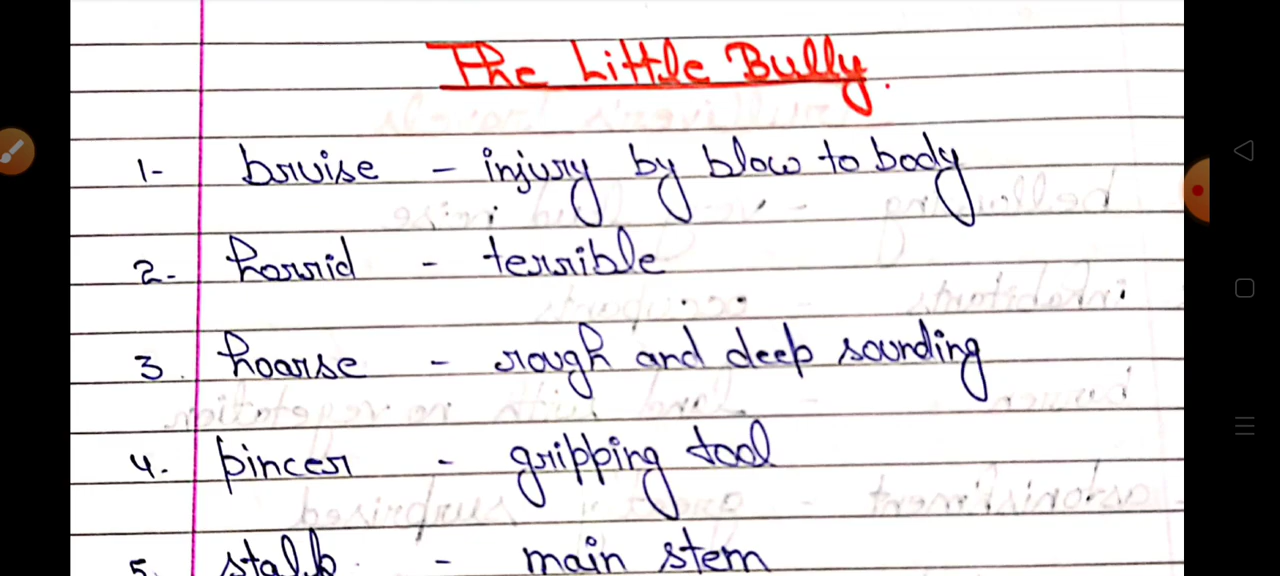 The Little Bully.
1- bruise - injury by blow to body
2- horrid - terrible
3. hoarse - rough and deep sounding
4. pincer - gripping tool
5. stalk - main stem